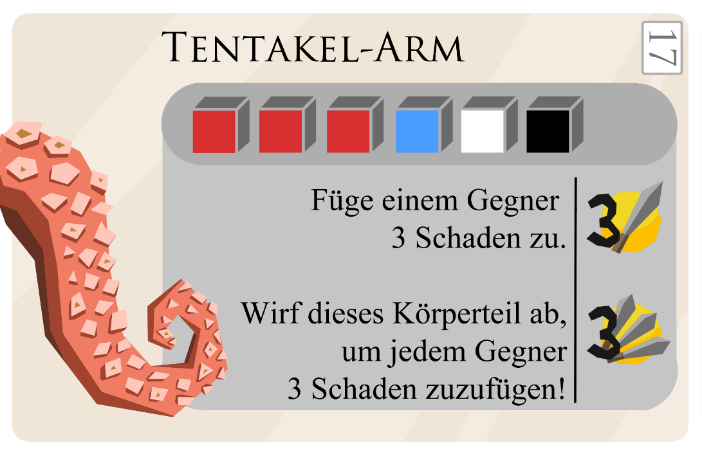 Tentakel-Arm
17
Füge einem Gegner
3 Schaden zu.
3
Wirf dieses Körperteil ab,
um jedem Gegner
3 Schaden zuzufügen!
3